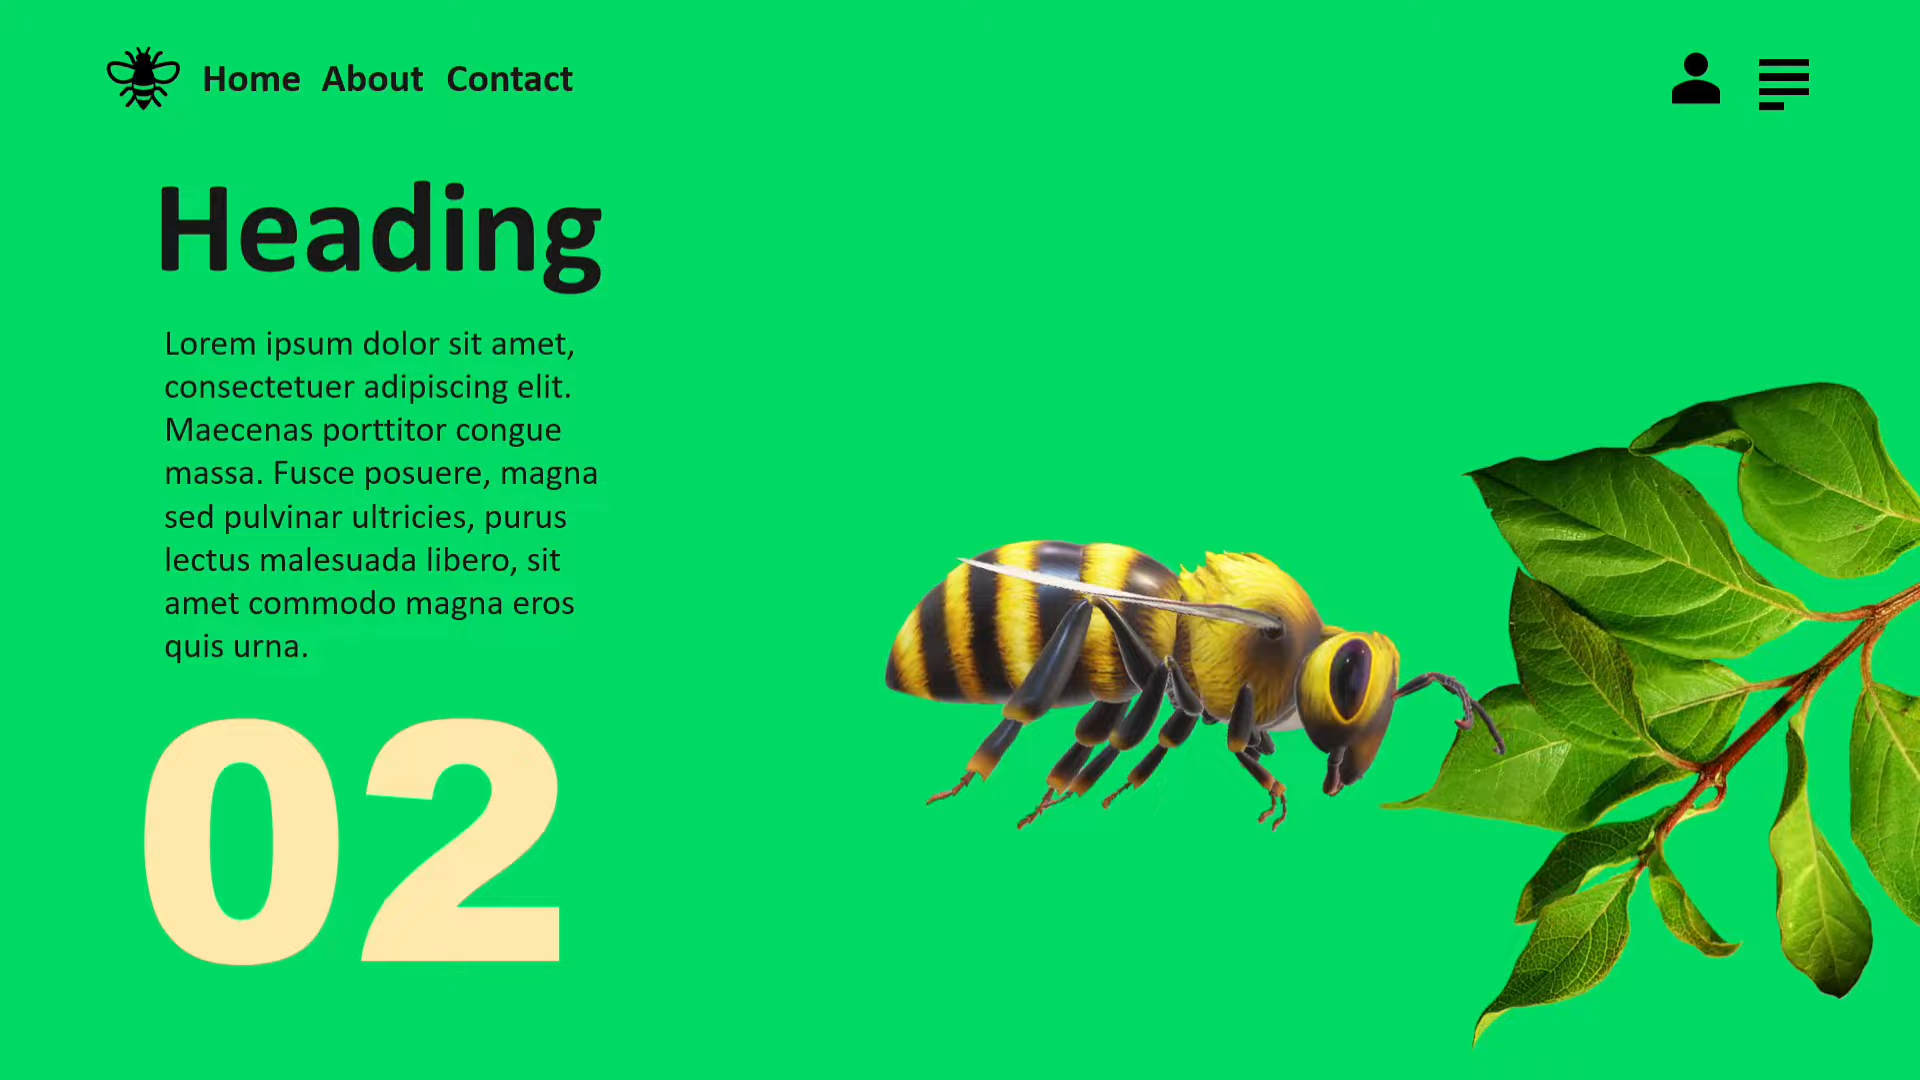 Home About Contact
Heading
Lorem ipsum dolor sit amet,
consectetuer adipiscing elit.
Maecenas porttitor congue
massa. Fusce posuere, magna
sed pulvinar ultricies, purus
lectus malesuada libero, sit
amet commodo magna eros
quis urna.
02